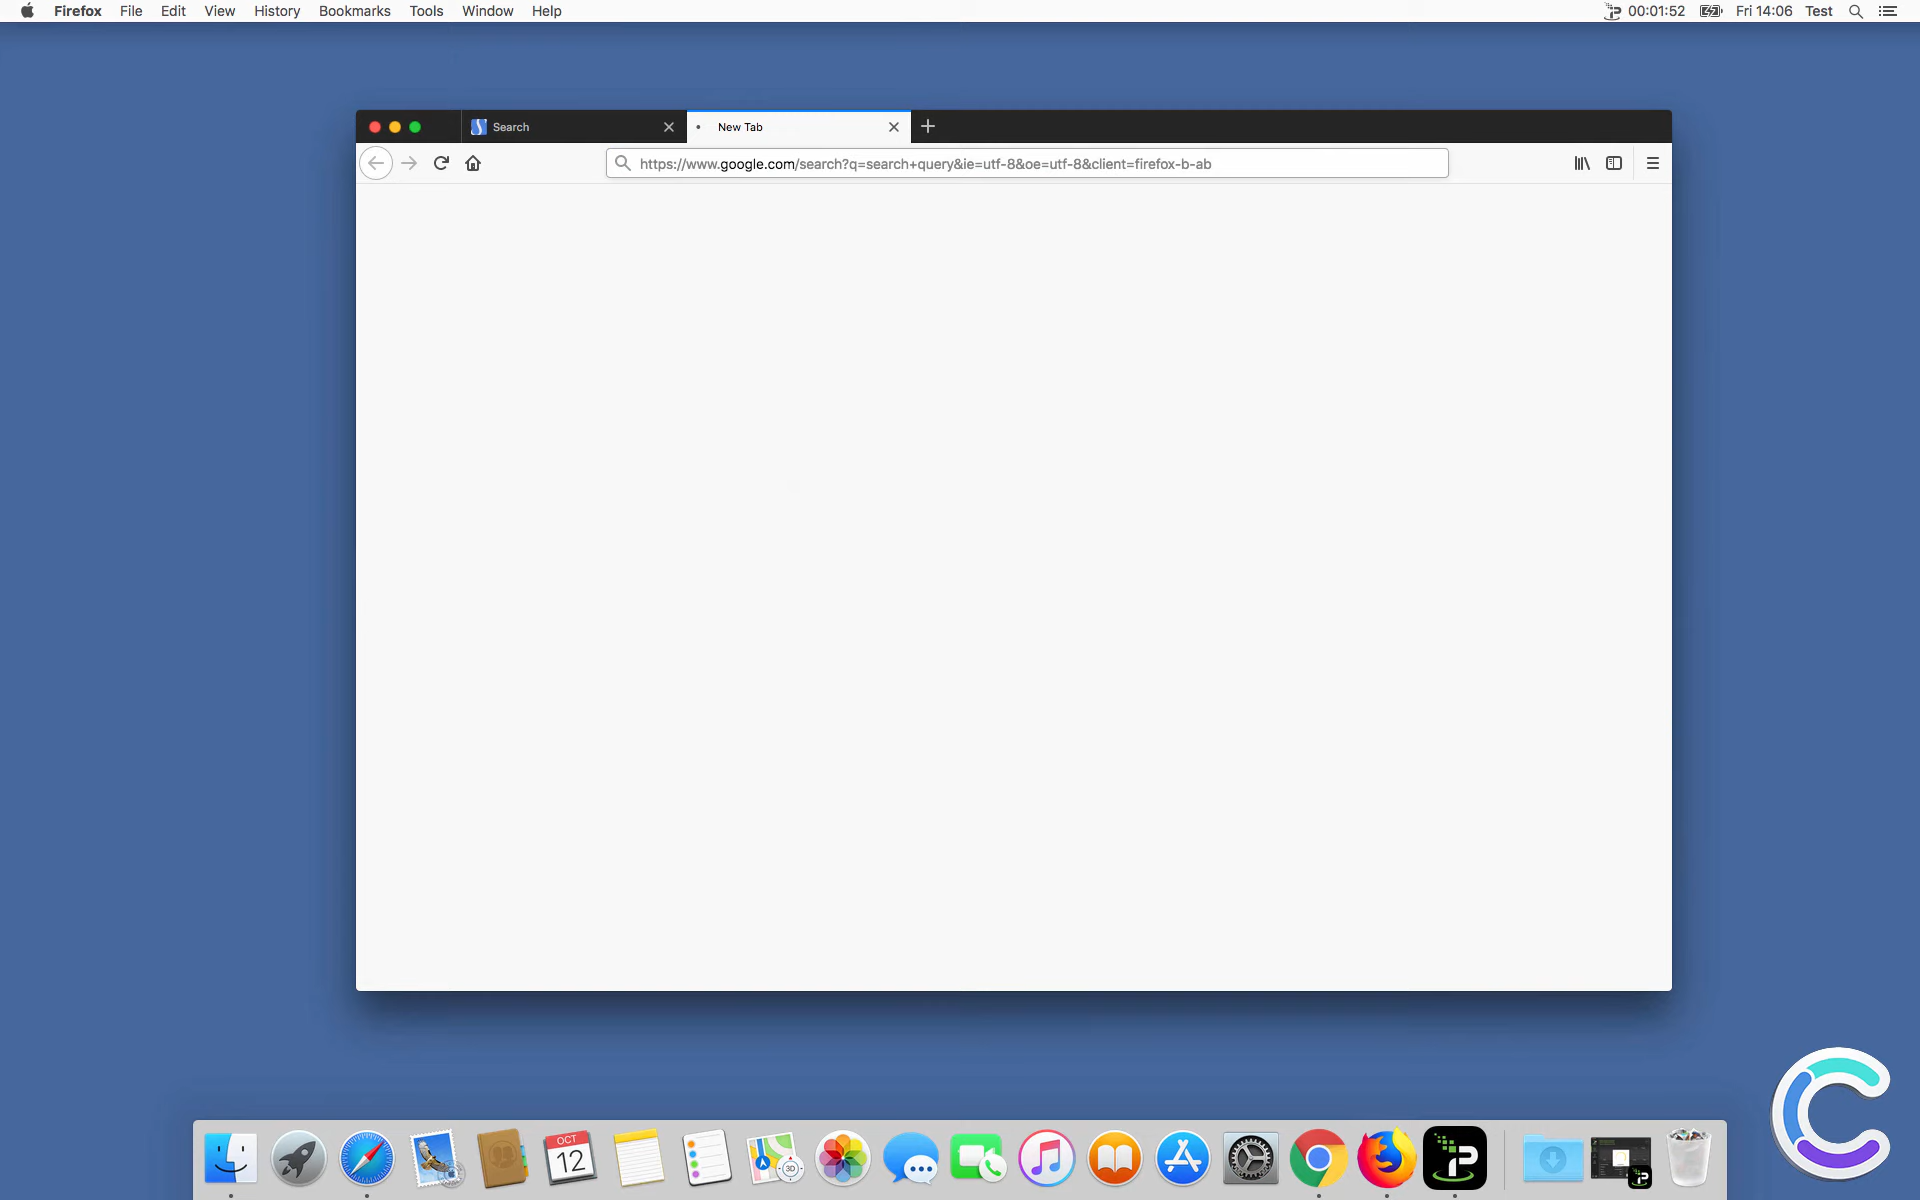 Firefox File Edit View History Bookmarks Tools Window Help 00:01:52 Fri 14:06 Test
Search New Tab
https://www.google.com/search?q=search+query&ie=utf-8&oe=utf-8&client=firefox-b-ab
OCT
12
3D